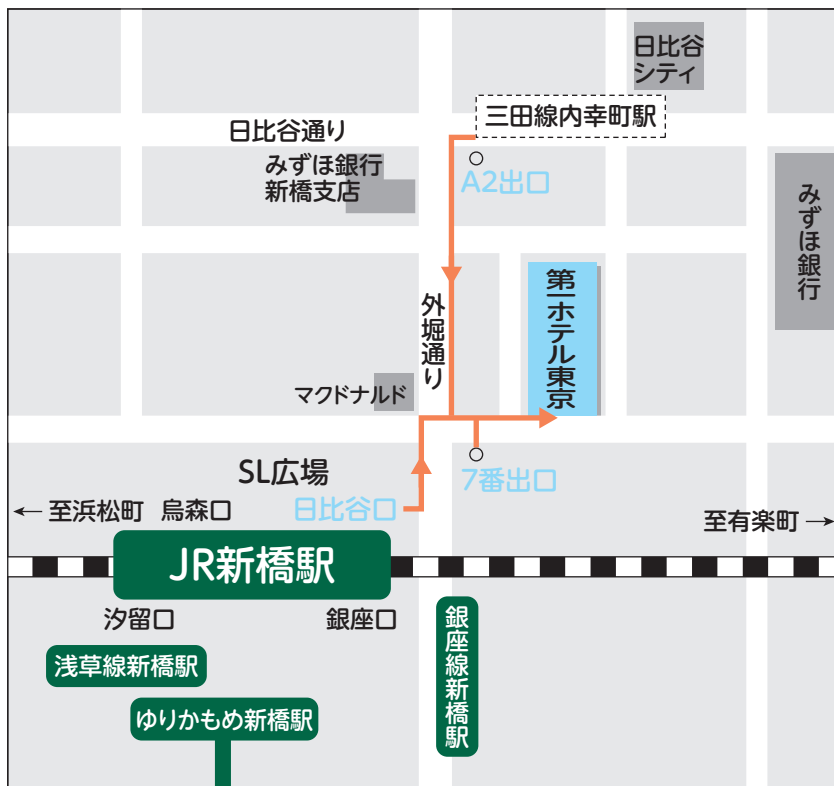 日比谷
シティ
三田線内幸町駅
日比谷通り
みずほ銀行
新橋支店
A2出口
みずほ銀行
外堀通り
第一ホテル東京
マクドナルド
SL広場
7番出口
日比谷口
←至浜松町
烏森口
至有楽町→
JR新橋駅
汐留口
銀座口
銀座線新橋駅
浅草線新橋駅
ゆりかもめ新橋駅